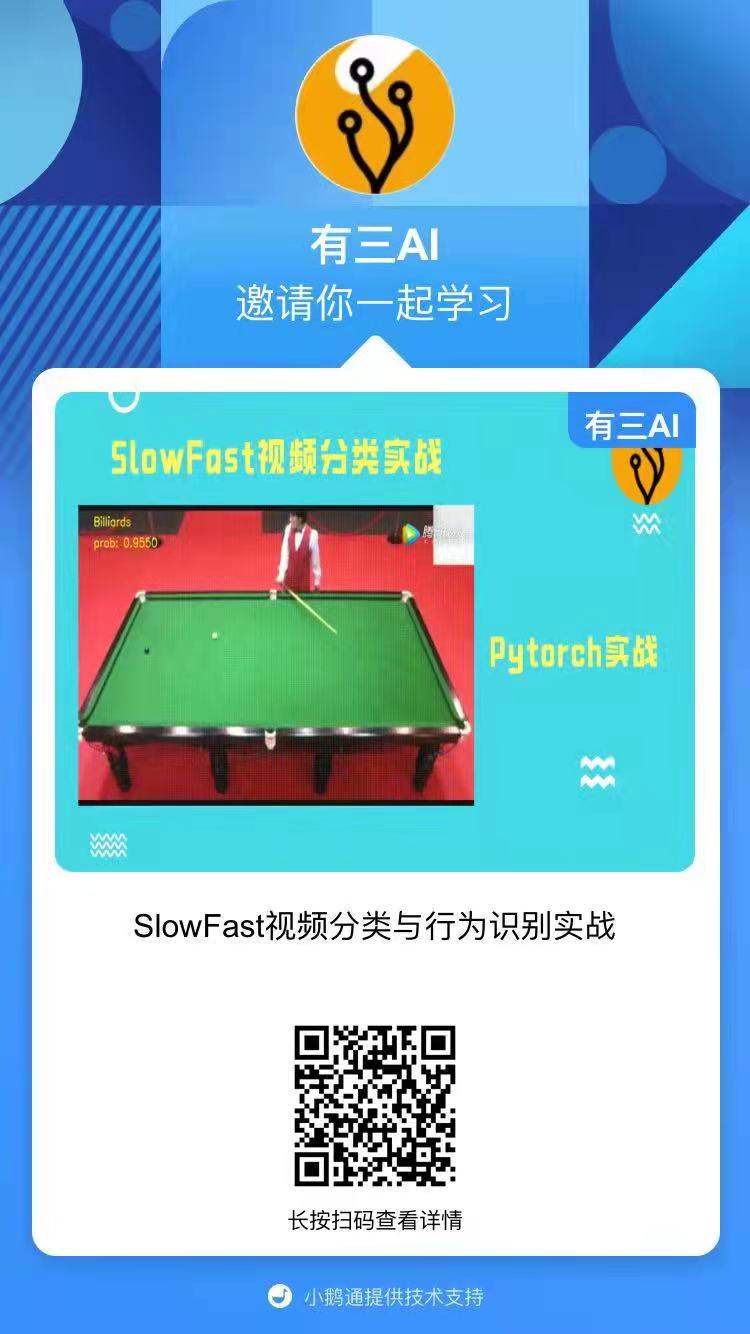 有三AI
邀请你一起学习
有三AI
SlowFast视频分类实战
Billiards
prob: 0.9550
Pytorch实战
SlowFast视频分类与行为识别实战
长按扫码查看详情
小鹅通提供技术支持